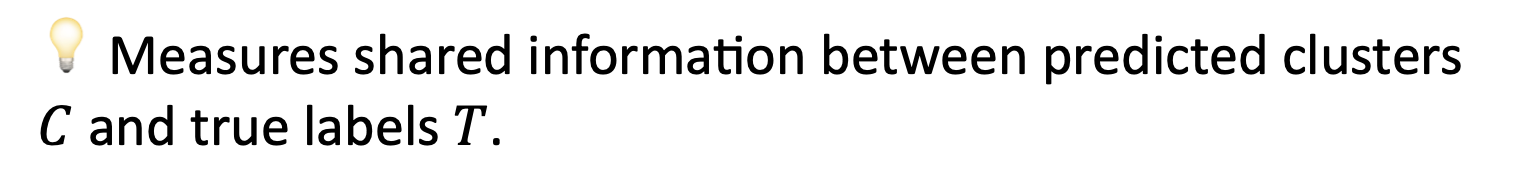 💡 Measures shared information between predicted clusters
C and true labels T.